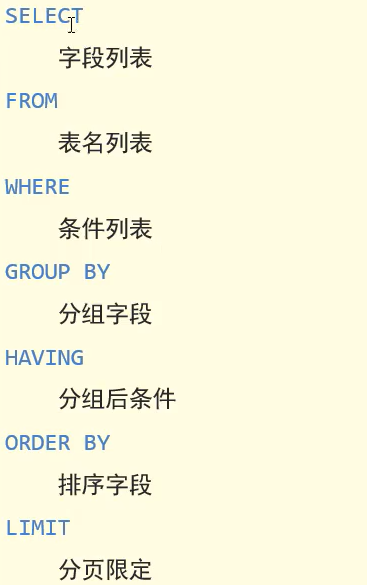 SELECT
字段列表
FROM
表名列表
WHERE
条件列表
GROUP BY
分组字段
HAVING
分组后条件
ORDER BY
排序字段
LIMIT
分页限定